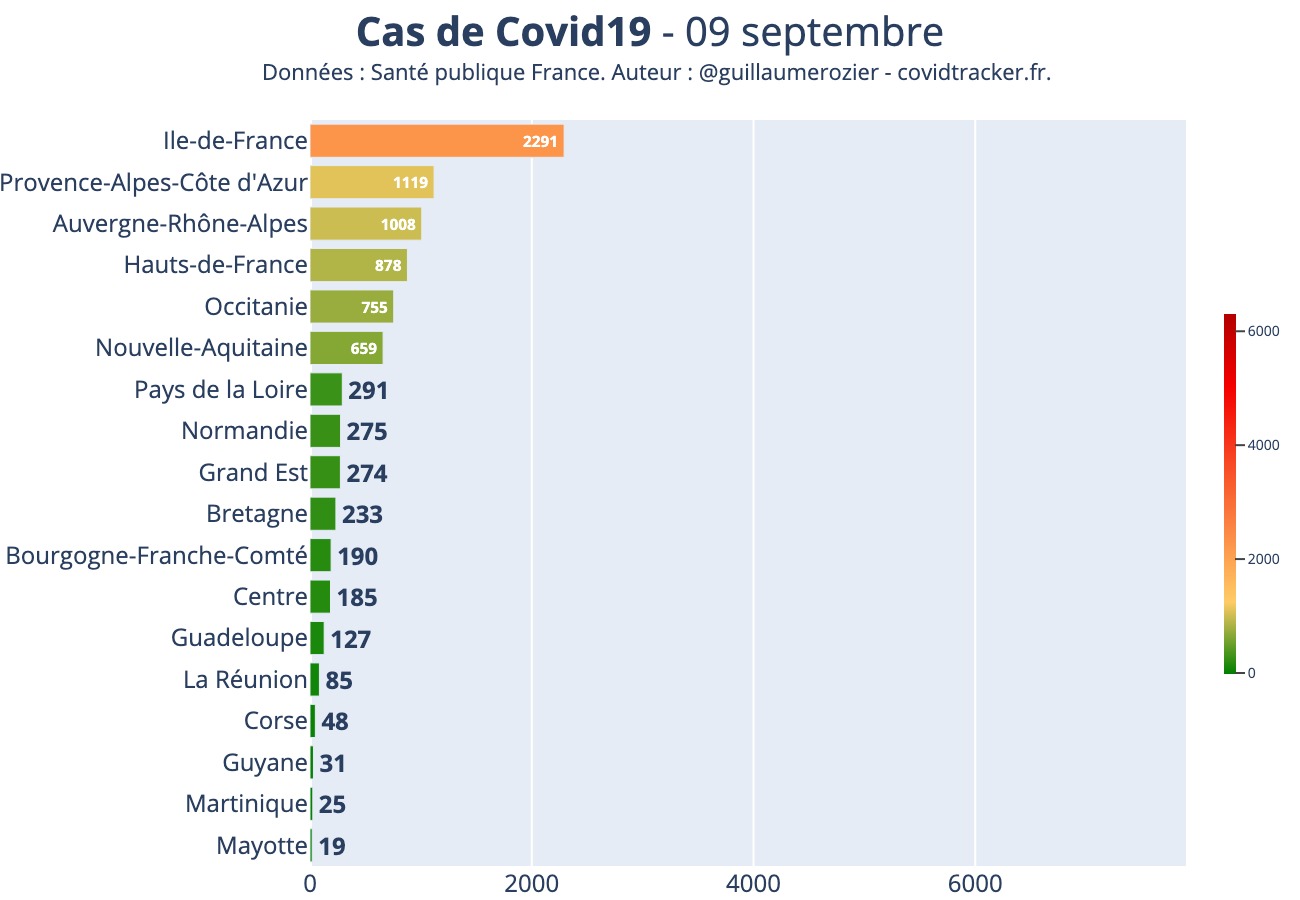 Cas de Covid19 - 09 septembre
Données : Santé publique France. Auteur : @guillaumerozier - covidtracker.fr.
Ile-de-France 2291
Provence-Alpes-Côte d'Azur 1119
Auvergne-Rhône-Alpes 1008
Hauts-de-France 878
Occitanie 755
Nouvelle-Aquitaine 659
Pays de la Loire 291
Normandie 275
Grand Est 274
Bretagne 233
Bourgogne-Franche-Comté 190
Centre 185
Guadeloupe 127
La Réunion 85
Corse 48
Guyane 31
Martinique 25
Mayotte 19
0 2000 4000 6000
6000
4000
2000
0